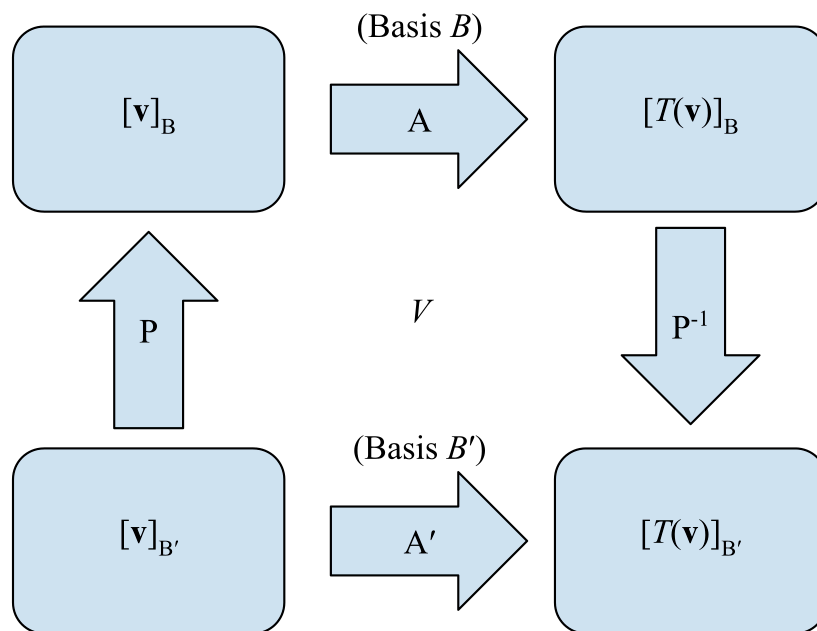 (Basis B)
[v]B
A
[T(v)]B
P
V
P-1
(Basis B′)
[v]B′
A′
[T(v)]B′